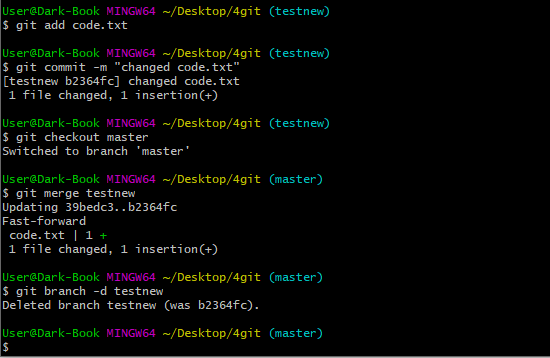 User@Dark-Book MINGW64 ~/Desktop/4git (testnew)
$ git add code.txt
User@Dark-Book MINGW64 ~/Desktop/4git (testnew)
$ git commit -m "changed code.txt"
[testnew b2364fc] changed code.txt
 1 file changed, 1 insertion(+)
User@Dark-Book MINGW64 ~/Desktop/4git (testnew)
$ git checkout master
Switched to branch 'master'
User@Dark-Book MINGW64 ~/Desktop/4git (master)
$ git merge testnew
Updating 39bedc3..b2364fc
Fast-forward
 code.txt | 1 +
 1 file changed, 1 insertion(+)
User@Dark-Book MINGW64 ~/Desktop/4git (master)
$ git branch -d testnew
Deleted branch testnew (was b2364fc).
User@Dark-Book MINGW64 ~/Desktop/4git (master)
$